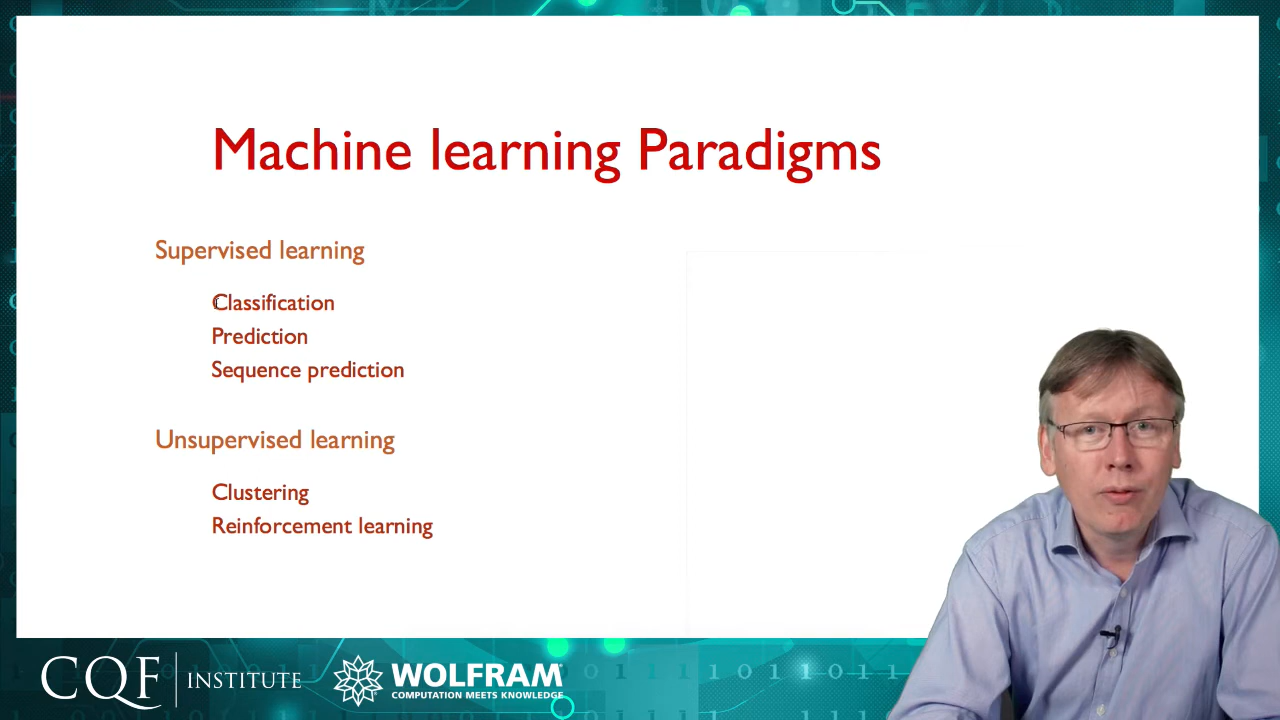 Machine learning Paradigms
Supervised learning
Classification
Prediction
Sequence prediction
Unsupervised learning
Clustering
Reinforcement learning
CQF INSTITUTE
WOLFRAM
COMPUTATION MEETS KNOWLEDGE